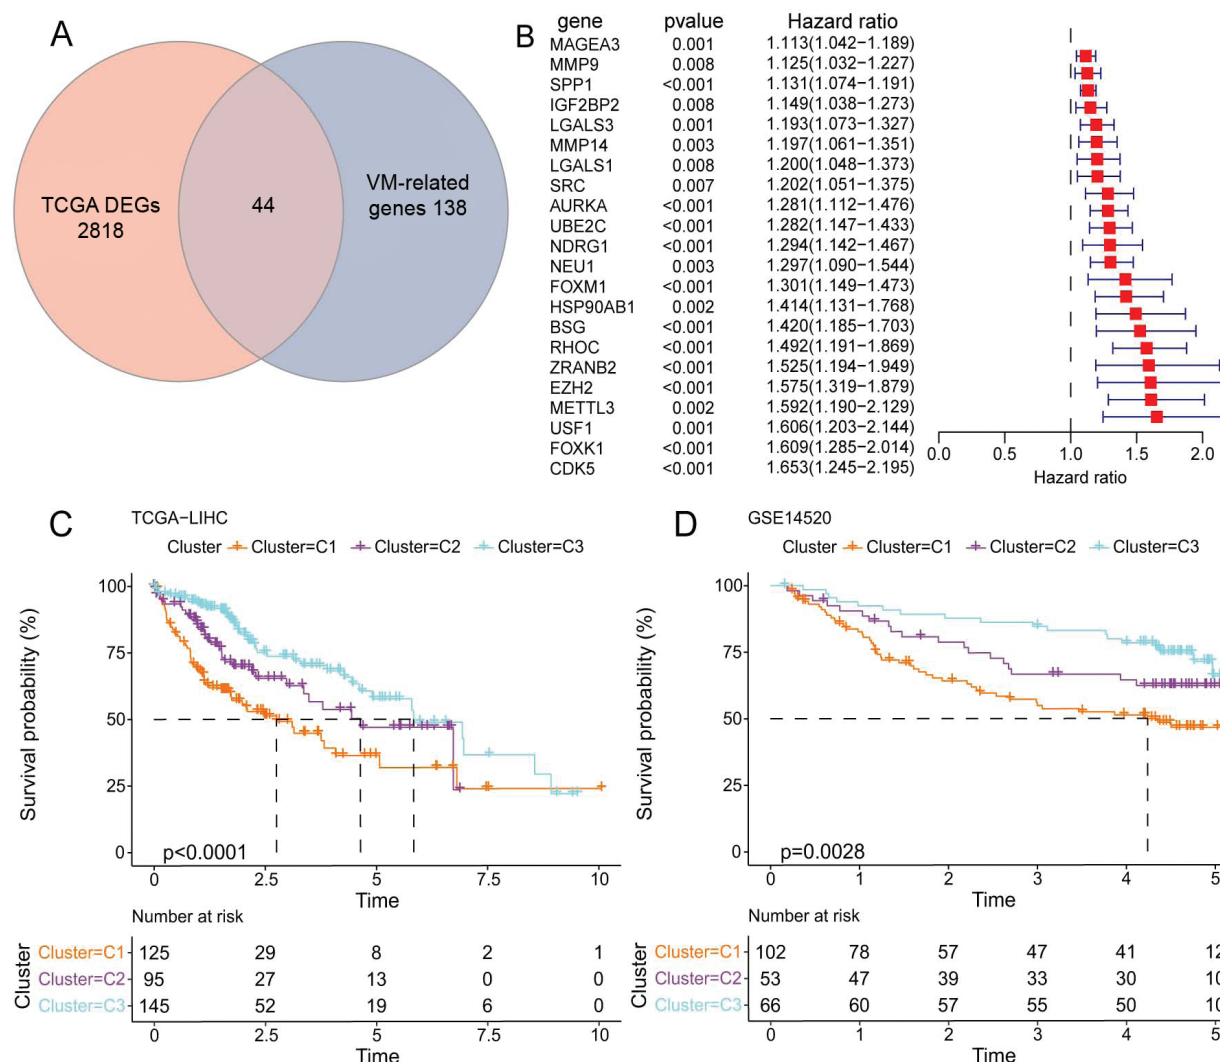 A
TCGA DEGs
2818
44
VM-related
genes 138
B
gene pvalue Hazard ratio
MAGEA3 0.001 1.113(1.042−1.189)
MMP9 0.008 1.125(1.032−1.227)
SPP1 <0.001 1.131(1.074−1.191)
IGF2BP2 0.008 1.149(1.038−1.273)
LGALS3 0.001 1.193(1.073−1.327)
MMP14 0.003 1.197(1.061−1.351)
LGALS1 0.008 1.200(1.048−1.373)
SRC 0.007 1.202(1.051−1.375)
AURKA <0.001 1.281(1.112−1.476)
UBE2C <0.001 1.282(1.147−1.433)
NDRG1 <0.001 1.294(1.142−1.467)
NEU1 0.003 1.297(1.090−1.544)
FOXM1 <0.001 1.301(1.149−1.473)
HSP90AB1 0.002 1.414(1.131−1.768)
BSG <0.001 1.420(1.185−1.703)
RHOC <0.001 1.492(1.191−1.869)
ZRANB2 <0.001 1.525(1.194−1.949)
EZH2 <0.001 1.575(1.319−1.879)
METTL3 0.002 1.592(1.190−2.129)
USF1 0.001 1.606(1.203−2.144)
FOXK1 <0.001 1.609(1.285−2.014)
CDK5 <0.001 1.653(1.245−2.195)
0.0 0.5 1.0 1.5 2.0
Hazard ratio
C
TCGA−LIHC
Cluster Cluster=C1 Cluster=C2 Cluster=C3
Survival probability (%)
100
75
50
25
0
p<0.0001
0 2.5 5 7.5 10
Time
Number at risk
Cluster
Cluster=C1 125 29 8 2 1
Cluster=C2 95 27 13 0 0
Cluster=C3 145 52 19 6 0
0 2.5 5 7.5 10
Time
D
GSE14520
Cluster Cluster=C1 Cluster=C2 Cluster=C3
Survival probability (%)
100
75
50
25
0
p=0.0028
0 1 2 3 4 5
Time
Number at risk
Cluster
Cluster=C1 102 78 57 47 41 12
Cluster=C2 53 47 39 33 30 10
Cluster=C3 66 60 57 55 50 10
0 1 2 3 4 5
Time